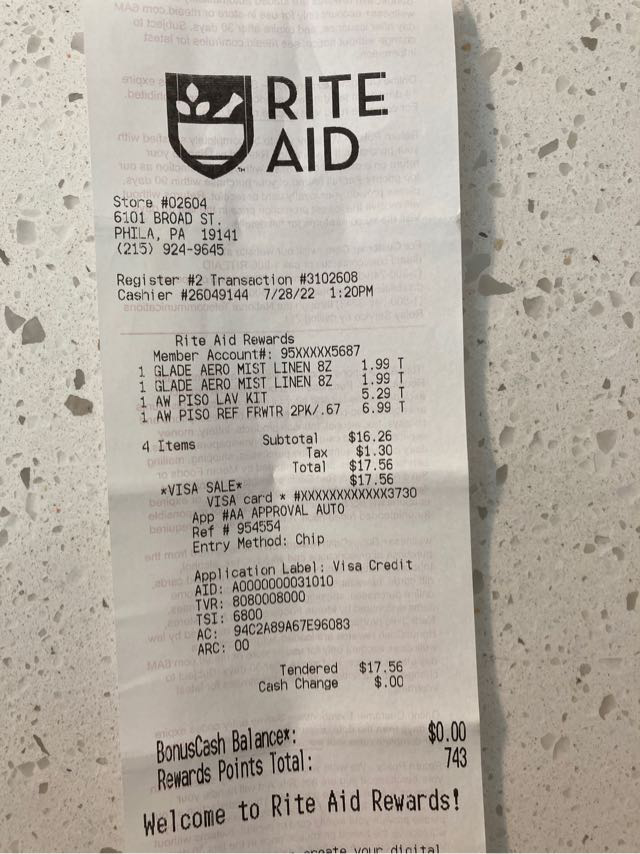 RITE
AID
Store #02604
6101 BROAD ST.
PHILA, PA 19141
(215) 924-9645
Register #2 Transaction #3102608
Cashier #26049144 7/28/22 1:20PM
Rite Aid Rewards
Member Account#: 95XXXXX5687
1 GLADE AERO MIST LINEN 8Z 1.99 T
1 GLADE AERO MIST LINEN 8Z 1.99 T
1 AW PISO LAV KIT 5.29 T
1 AW PISO REF FRWTR 2PK/.67 6.99 T
4 Items Subtotal $16.26
Tax $1.30
Total $17.56
*VISA SALE* $17.56
VISA card * #XXXXXXXXXXXX3730
App #AA APPROVAL AUTO
Ref # 954554
Entry Method: Chip
Application Label: Visa Credit
AID: A0000000031010
TVR: 8080008000
TSI: 6800
AC: 94C2A89A67E96083
ARC: 00
Tendered $17.56
Cash Change $.00
BonusCash Balance*: $0.00
Rewards Points Total: 743
Welcome to Rite Aid Rewards!
create your digital